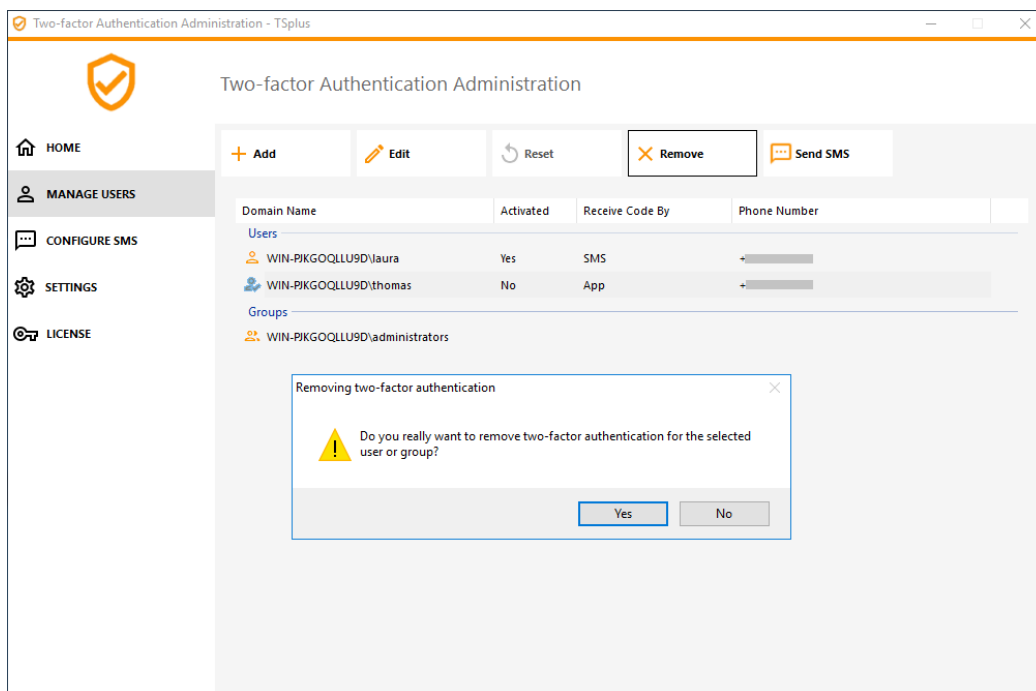 Two-factor Authentication Administration - TSplus
Two-factor Authentication Administration
HOME
MANAGE USERS
CONFIGURE SMS
SETTINGS
LICENSE
Add Edit Reset Remove Send SMS
Domain Name Activated Receive Code By Phone Number
Users
WIN-PJKGOQLLU9D\laura Yes SMS +
WIN-PJKGOQLLU9D\thomas No App +
Groups
WIN-PJKGOQLLU9D\administrators
Removing two-factor authentication
Do you really want to remove two-factor authentication for the selected
user or group?
Yes No